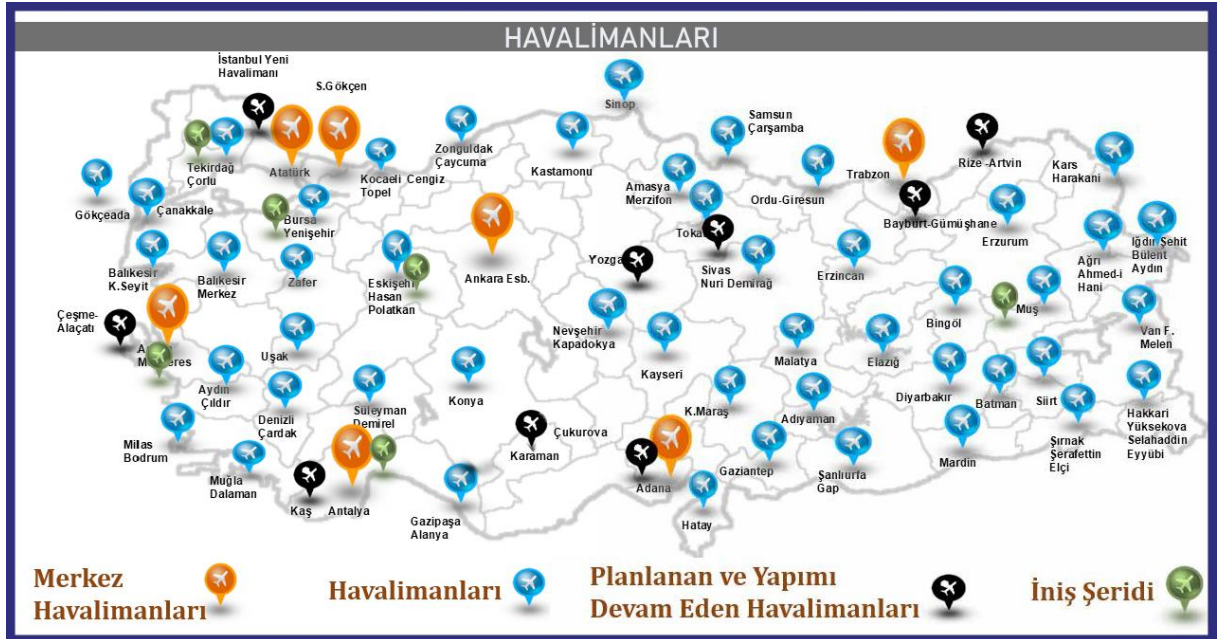 HAVALİMANLARI
İstanbul Yeni
Havalimanı
S.Gökçen
Sinop
Samsun
Çarşamba
Zonguldak
Çaycuma
Kastamonu
Tekirdağ
Çorlu
Atatürk
Kocaeli Cengiz
Topel
Amasya
Merzifon
Ordu-Giresun
Trabzon
Rize -Artvin
Kars
Harakani
Gökçeada
Çanakkale
Bursa
Yenişehir
Bayburt-Gümüşhane
Erzurum
Iğdır Şehit
Bülent
Aydın
Balıkesir
K.Seyit
Balıkesir
Merkez
Zafer
Eskişehi
Hasan
Polatkan
Ankara Esb.
Yozga
Toka
Sivas
Nuri Demirağ
Erzincan
Ağrı
Ahmed-i
Hani
Çeşme-
Alaçatı
Uşak
Nevşehir
Kapadokya
Kayseri
Malatya
Elazığ
Bingöl
Muş
Van F.
Melen
Aydın
Çıldır
Denizli
Çardak
Süleyman
Demirel
Konya
K.Maraş
Adıyaman
Diyarbakır
Batman
Siirt
Hakkari
Yüksekova
Selahaddin
Eyyübi
Milas
Bodrum
Muğla
Dalaman
Kaş
Antalya
Gazipaşa
Alanya
Karaman
Çukurova
Adana
Hatay
Gaziantep
Şanlıurfa
Gap
Mardin
Şırnak
Şerafettin
Elçi
Merkez
Havalimanları
Havalimanları
Planlanan ve Yapımı
Devam Eden Havalimanları
İniş Şeridi